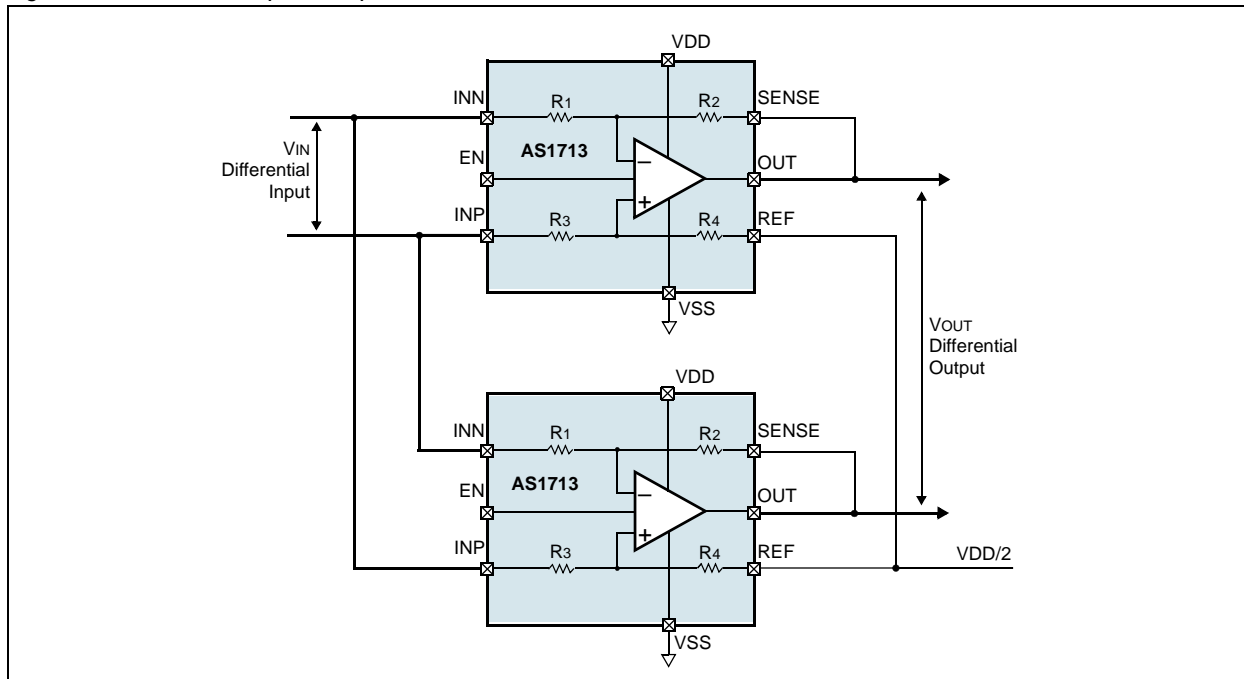 VDD
INN
R1
R2
SENSE
VIN
Differential
Input
EN
AS1713
–
OUT
+
INP
R3
R4
REF
VSS
VOUT
Differential
Output
VDD
INN
R1
R2
SENSE
EN
AS1713
–
OUT
+
INP
R3
R4
REF
VDD/2
VSS